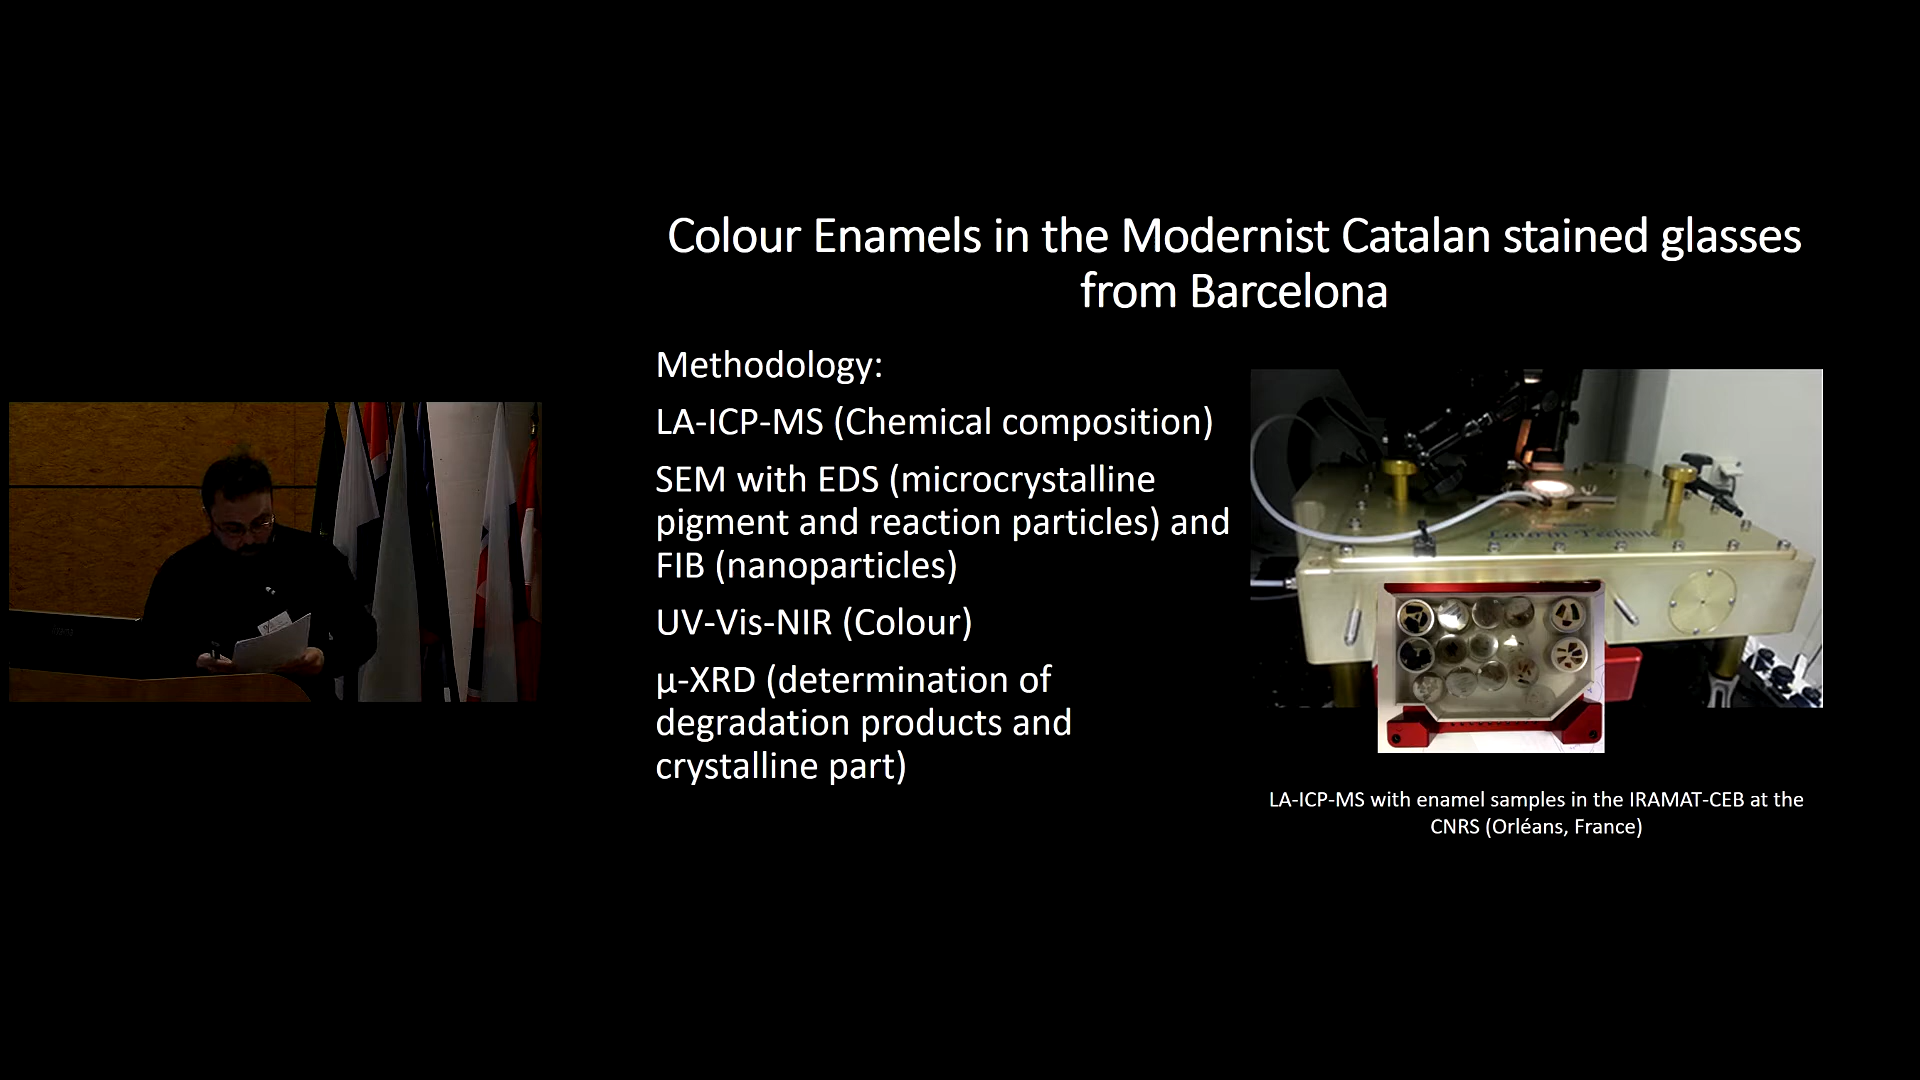 Colour Enamels in the Modernist Catalan stained glasses
from Barcelona
Methodology:
LA-ICP-MS (Chemical composition)
SEM with EDS (microcrystalline
pigment and reaction particles) and
FIB (nanoparticles)
UV-Vis-NIR (Colour)
µ-XRD (determination of
degradation products and
crystalline part)
LA-ICP-MS with enamel samples in the IRAMAT-CEB at the
CNRS (Orléans, France)